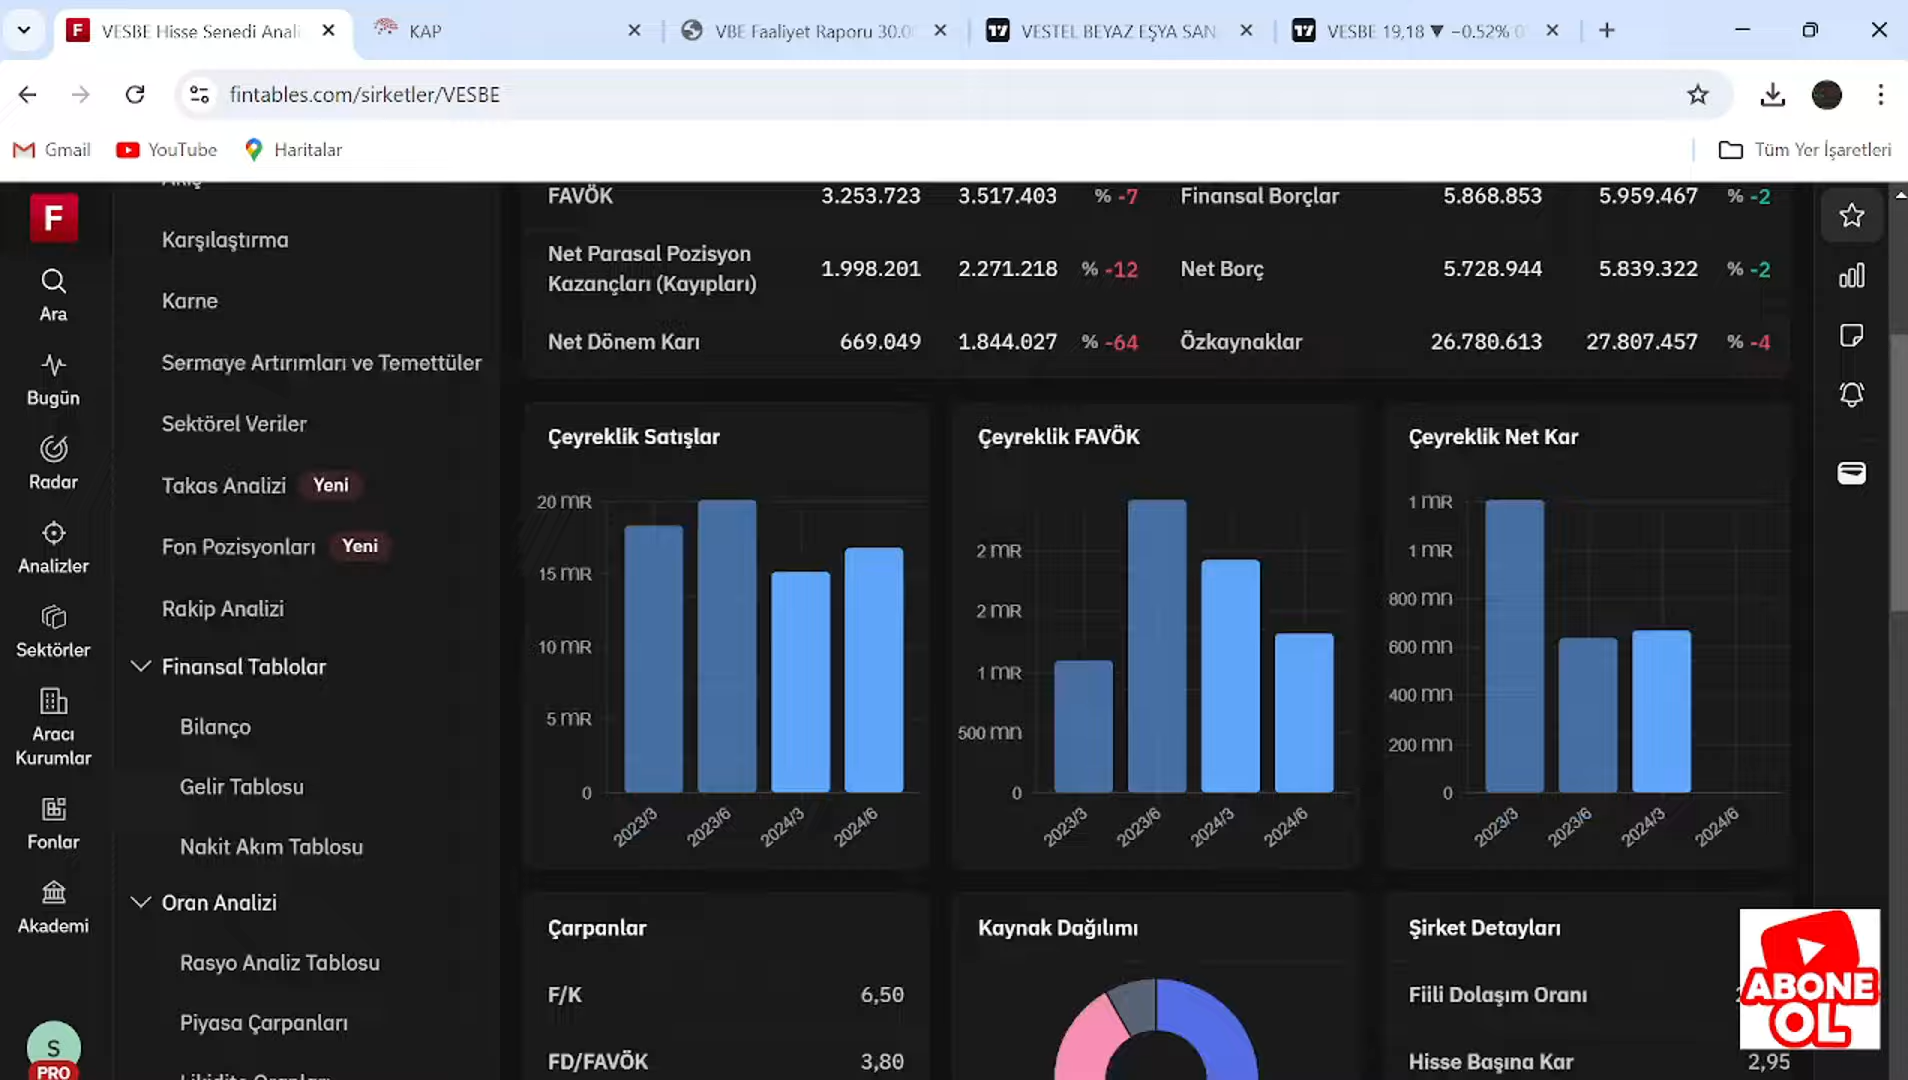 VESBE Hisse Senedi Anali
KAP
VBE Faaliyet Raporu 30.0
VESTEL BEYAZ EŞYA SAN
VESBE 19,18 ▼ −0.52%
fintables.com/sirketler/VESBE
Gmail
YouTube
Haritalar
Tüm Yer İşaretleri
F
Ara
Bugün
Radar
Analizler
Sektörler
Aracı
Kurumlar
Fonlar
Akademi
S
PRO
Akış
Karşılaştırma
Karne
Sermaye Artırımları ve Temettüler
Sektörel Veriler
Takas Analizi Yeni
Fon Pozisyonları Yeni
Rakip Analizi
Finansal Tablolar
Bilanço
Gelir Tablosu
Nakit Akım Tablosu
Oran Analizi
Rasyo Analiz Tablosu
Piyasa Çarpanları
Likidite Oranları
FAVÖK 3.253.723 3.517.403 % -7
Net Parasal Pozisyon
Kazançları (Kayıpları) 1.998.201 2.271.218 % -12
Net Dönem Karı 669.049 1.844.027 % -64
Finansal Borçlar 5.868.853 5.959.467 % -2
Net Borç 5.728.944 5.839.322 % -2
Özkaynaklar 26.780.613 27.807.457 % -4
Çeyreklik Satışlar
20 mr
15 mr
10 mr
5 mr
0
2023/3 2023/6 2024/3 2024/6
Çeyreklik FAVÖK
2 mr
2 mr
1 mr
500 mn
0
2023/3 2023/6 2024/3 2024/6
Çeyreklik Net Kar
1 mr
1 mr
800 mn
600 mn
400 mn
200 mn
0
2023/3 2023/6 2024/3 2024/6
Çarpanlar
F/K 6,50
FD/FAVÖK 3,80
Kaynak Dağılımı
Şirket Detayları
Fiili Dolaşım Oranı
Hisse Başına Kar 2,95
ABONE
OL